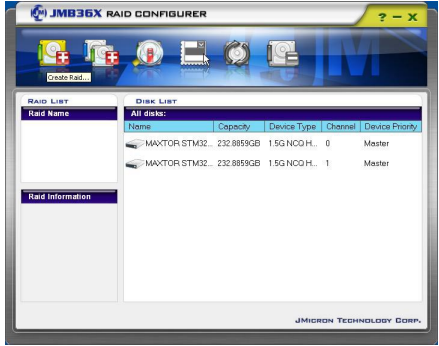 JM JMB36X RAID CONFIGURER
? – X
Create Raid...
RAID LIST
Raid Name
Raid Information
DISK LIST
All disks:
Name Capacity Device Type Channel Device Priority
MAXTOR STM32... 232.8859GB 1.5G NCQ H... 0 Master
MAXTOR STM32... 232.8859GB 1.5G NCQ H... 1 Master
JMICRON TECHNOLOGY CORP.